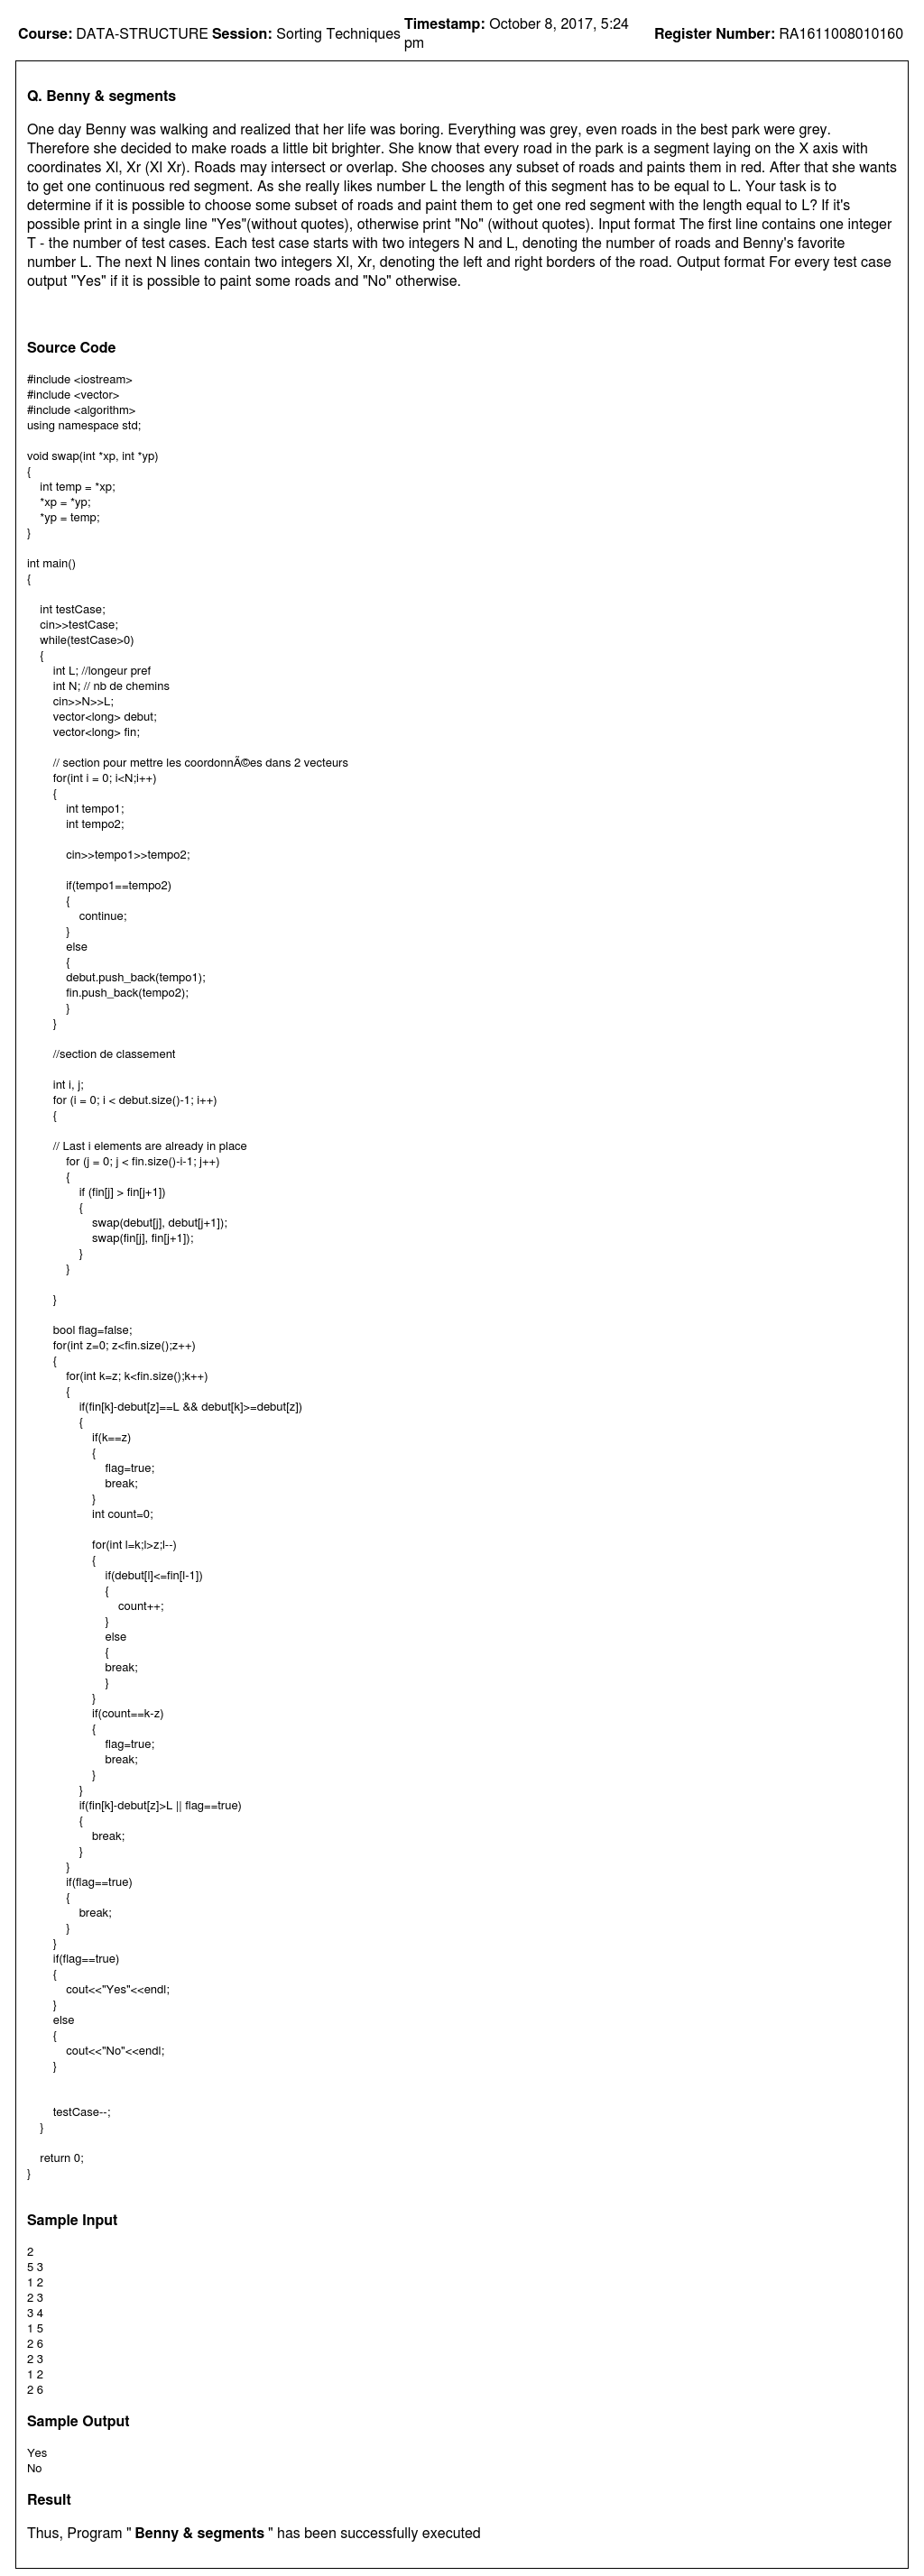 Course: DATA-STRUCTURE Session: Sorting Techniques Timestamp: October 8, 2017, 5:24 pm Register Number: RA1611008010160
Q. Benny & segments
One day Benny was walking and realized that her life was boring. Everything was grey, even roads in the best park were grey.
Therefore she decided to make roads a little bit brighter. She know that every road in the park is a segment laying on the X axis with
coordinates Xl, Xr (Xl Xr). Roads may intersect or overlap. She chooses any subset of roads and paints them in red. After that she wants
to get one continuous red segment. As she really likes number L the length of this segment has to be equal to L. Your task is to
determine if it is possible to choose some subset of roads and paint them to get one red segment with the length equal to L? If it's
possible print in a single line "Yes"(without quotes), otherwise print "No" (without quotes). Input format The first line contains one integer
T - the number of test cases. Each test case starts with two integers N and L, denoting the number of roads and Benny's favorite
number L. The next N lines contain two integers Xl, Xr, denoting the left and right borders of the road. Output format For every test case
output "Yes" if it is possible to paint some roads and "No" otherwise.
Source Code
#include <iostream>
#include <vector>
#include <algorithm>
using namespace std;
void swap(int *xp, int *yp)
{
int temp = *xp;
*xp = *yp;
*yp = temp;
}
int main()
{
int testCase;
cin>>testCase;
while(testCase>0)
{
int L; //longeur pref
int N; // nb de chemins
cin>>N>>L;
vector<long> debut;
vector<long> fin;
// section pour mettre les coordonnÃ©es dans 2 vecteurs
for(int i = 0; i<N;i++)
{
int tempo1;
int tempo2;
cin>>tempo1>>tempo2;
if(tempo1==tempo2)
{
continue;
}
else
{
debut.push_back(tempo1);
fin.push_back(tempo2);
}
}
//section de classement
int i, j;
for (i = 0; i < debut.size()-1; i++)
{
// Last i elements are already in place
for (j = 0; j < fin.size()-i-1; j++)
{
if (fin[j] > fin[j+1])
{
swap(debut[j], debut[j+1]);
swap(fin[j], fin[j+1]);
}
}
}
bool flag=false;
for(int z=0; z<fin.size();z++)
{
for(int k=z; k<fin.size();k++)
{
if(fin[k]-debut[z]==L && debut[k]>=debut[z])
{
if(k==z)
{
flag=true;
break;
}
int count=0;
for(int l=k;l>z;l--)
{
if(debut[l]<=fin[l-1])
{
count++;
}
else
{
break;
}
}
if(count==k-z)
{
flag=true;
break;
}
}
if(fin[k]-debut[z]>L || flag==true)
{
break;
}
}
if(flag==true)
{
break;
}
}
if(flag==true)
{
cout<<"Yes"<<endl;
}
else
{
cout<<"No"<<endl;
}
testCase--;
}
return 0;
}
Sample Input
2
5 3
1 2
2 3
3 4
1 5
2 6
2 3
1 2
2 6
Sample Output
Yes
No
Result
Thus, Program " Benny & segments " has been successfully executed